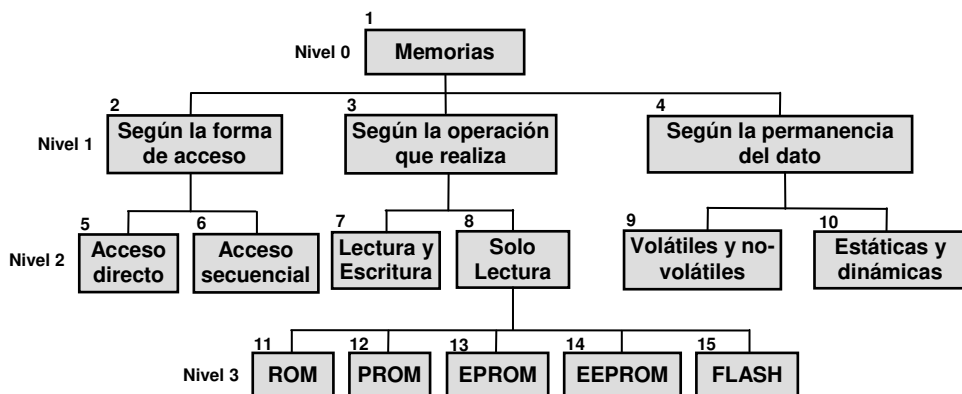 1
Nivel 0
Memorias
2
3
4
Nivel 1
Según la forma
de acceso
Según la operación
que realiza
Según la permanencia
del dato
5
6
7
8
9
10
Nivel 2
Acceso
directo
Acceso
secuencial
Lectura y
Escritura
Solo
Lectura
Volátiles y no-
volátiles
Estáticas y
dinámicas
11
12
13
14
15
Nivel 3
ROM
PROM
EPROM
EEPROM
FLASH